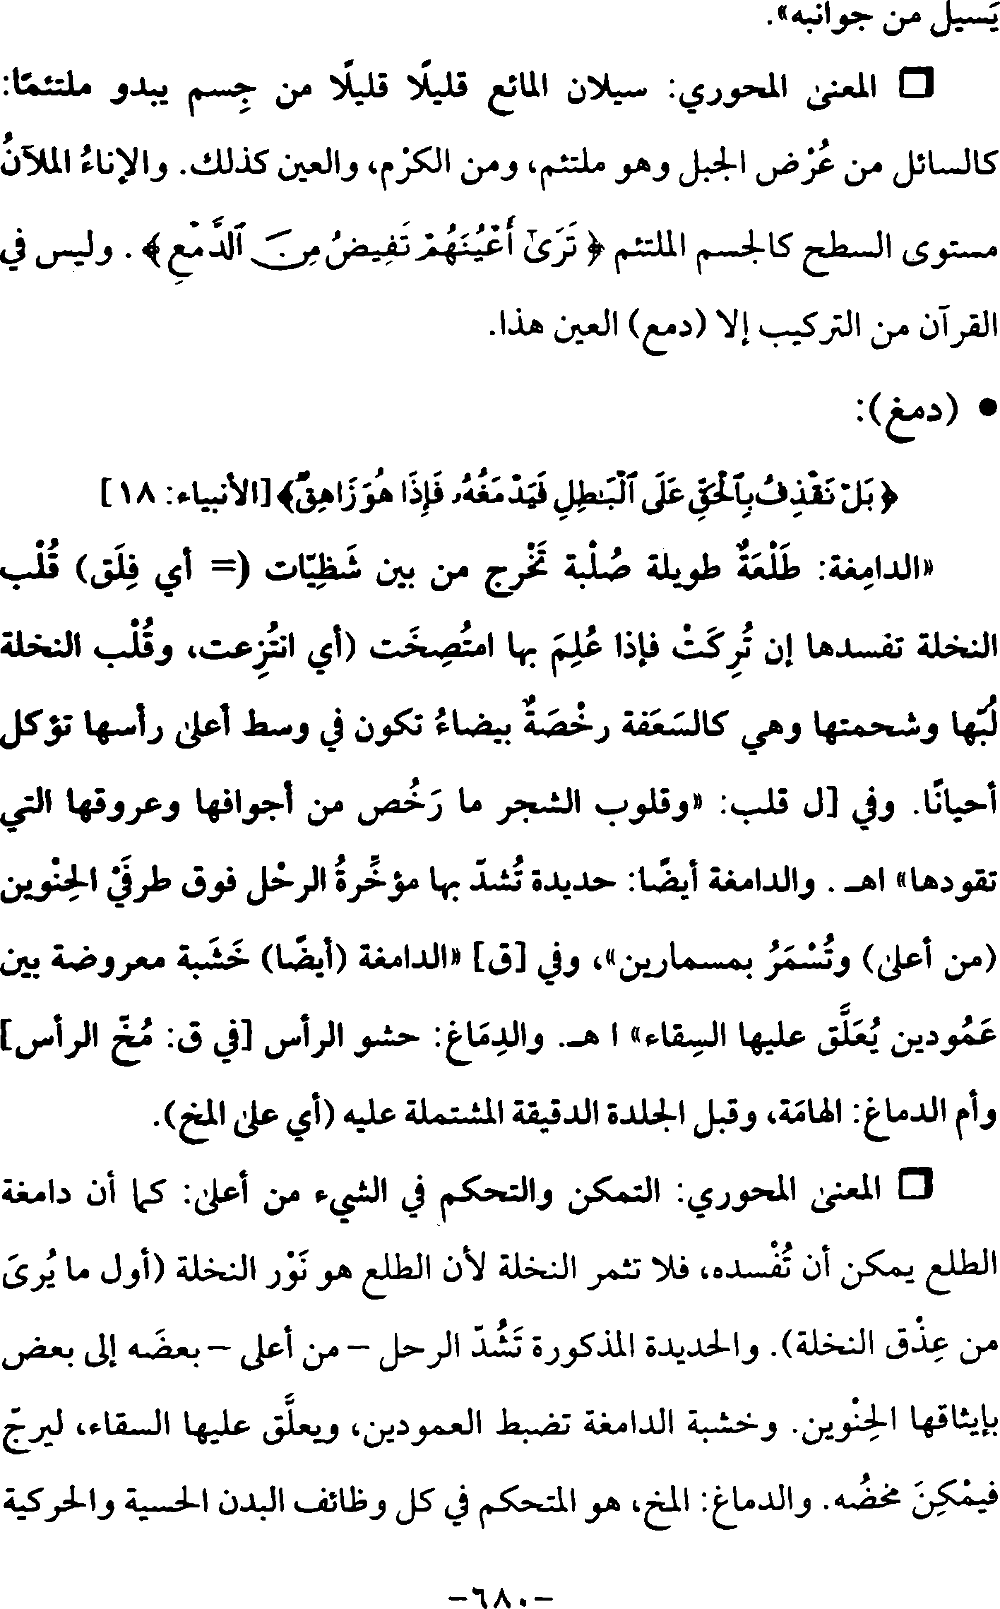 يَسيل من جوانبه».
❒ المعنى المحوري: سيلان المائع قليلًا قليلًا من جِسم يبدو ملتئمًا:
كالسائل من عُرْض الجبل وهو ملتئم، ومن الكرْم، والعين كذلك. والإناءُ الملآنُ
مستوى السطح كالجسم الملتئم ﴿ تَرَىٰٓ أَعْيُنَهُمْ تَفِيضُ مِنَ ٱلدَّمْعِ ﴾ . وليس في
القرآن من التركيب إلا (دمع) العين هذا.
• (دمغ):
﴿ بَلْ نَقْذِفُ بِٱلْحَقِّ عَلَى ٱلْبَٰطِلِ فَيَدْمَغُهُۥ فَإِذَا هُوَ زَاهِقٌ﴾ [الأنبياء: ١٨]
«الدامِغة: طَلْعَةٌ طويلة صُلْبة تَخْرج من بين شَظِيّات (= أي فِلَق) قُلْب
النخلة تفسدها إن تُرِكَتْ فإذا عُلِمَ بها امتُصِخَت (أي انتُزِعت، وقُلْب النخلة
لُبّها وشحمتها وهي كالسَعَفة رخْصَةٌ بيضاءُ تكون في وسط أعلى رأسها تؤكل
أحيانًا. وفي [ل قلب: «وقلوب الشجر ما رَخُص من أجوافها وعروقها التي
تقودها» اهـ . والدامغة أيضًا: حديدة تُشدّ بها مؤخِّرةُ الرحْل فوق طرفَيْ الحِنْوين
(من أعلى) وتُسْمَرُ بمسمارين»، وفي [ق] «الدامغة (أيضًا) خَشَبة معروضة بين
عَمُودين يُعَلَّق عليها السِقاء» ا هـ. والدِمَاغ: حشو الرأس [في ق: مُخّ الرأس]
وأم الدماغ: الهامَة، وقبل الجلدة الدقيقة المشتملة عليه (أي على المخ).
❒ المعنى المحوري: التمكن والتحكم في الشيء من أعلى: كما أن دامغة
الطلع يمكن أن تُفْسده، فلا تثمر النخلة لأن الطلع هو نَوْر النخلة (أول ما يُرىَ
من عِذْق النخلة). والحديدة المذكورة تَشُدّ الرحل – من أعلى – بعضَه إلى بعض
بإيثاقها الحِنْوين. وخشبة الدامغة تضبط العمودين، ويعلَّق عليها السقاء، ليرجّ
فيمْكِنَ مخضُه. والدماغ: المخ، هو المتحكم في كل وظائف البدن الحسية والحركية
-٦٨٠-